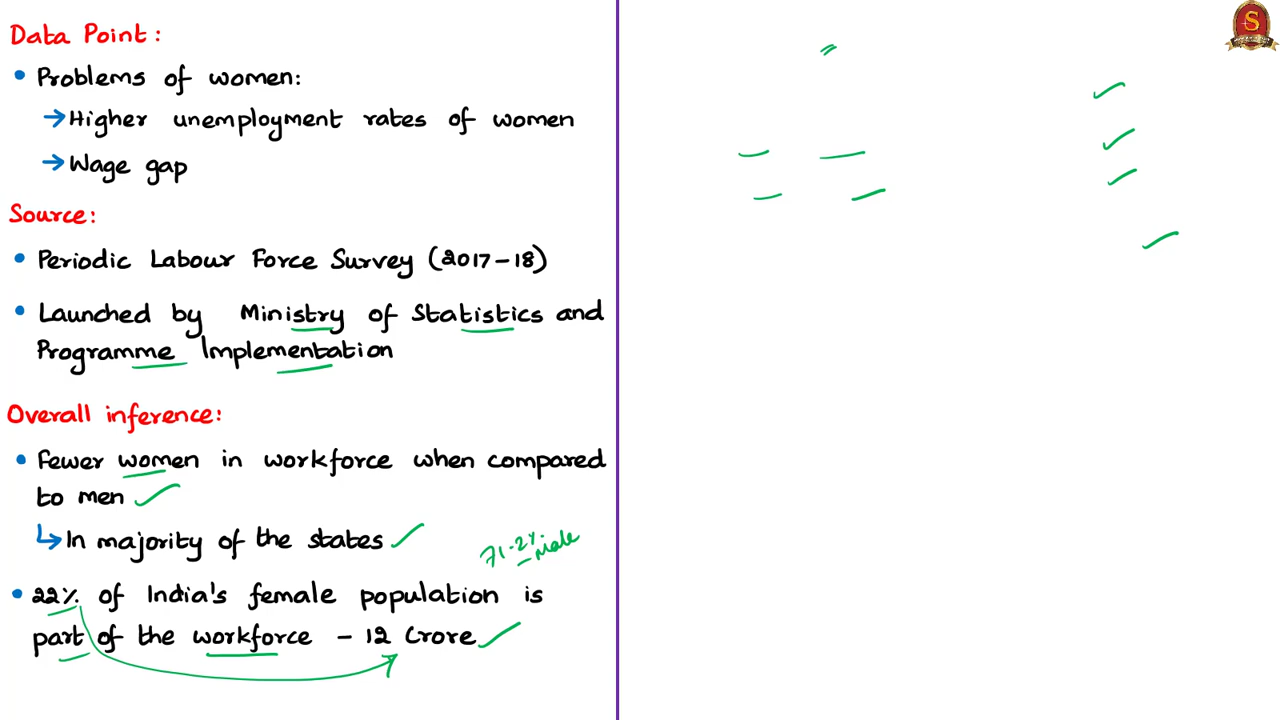 Data Point:
• Problems of women:
→ Higher unemployment rates of women
→ Wage gap
Source:
• Periodic Labour Force Survey (2017-18)
• Launched by Ministry of Statistics and
Programme Implementation
Overall inference:
• Fewer women in workforce when compared
to men
↳ In majority of the states
71.2% male
• 22% of India's female population is
part of the workforce - 12 Crore
S